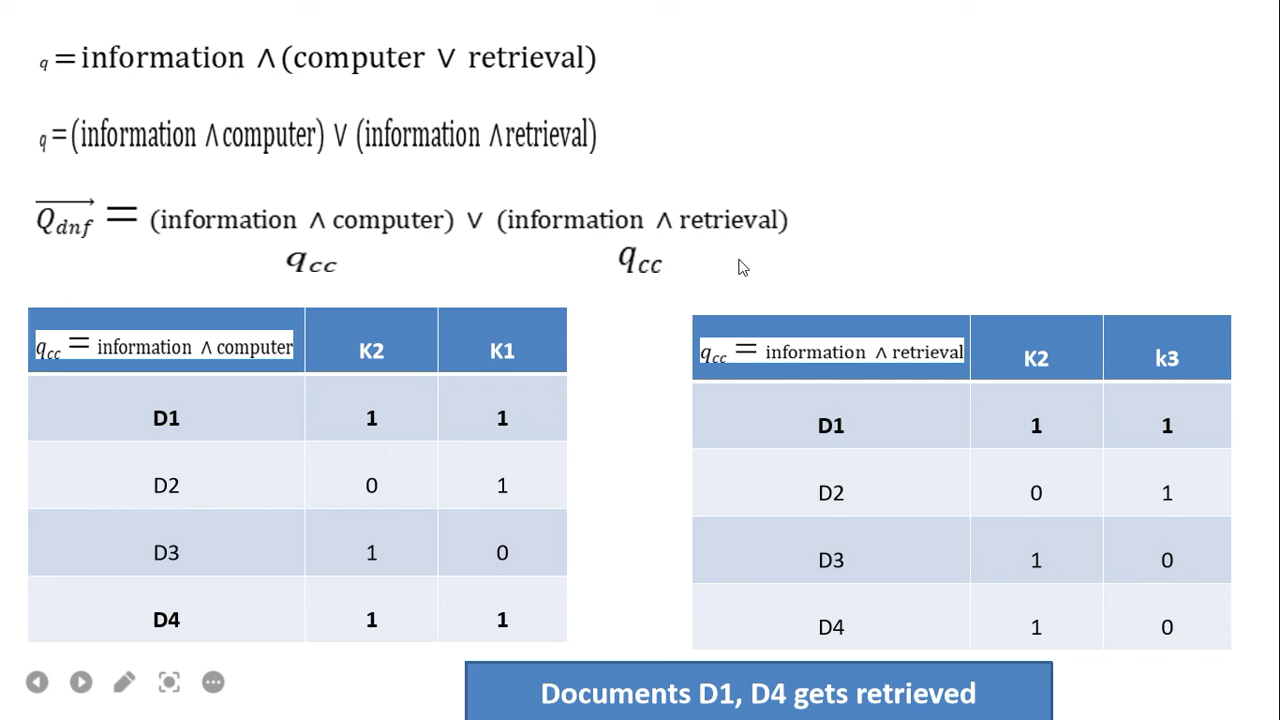 q = information ∧ (computer ∨ retrieval)
q = (information ∧ computer) ∨ (information ∧ retrieval)
Q_dnf = (information ∧ computer) ∨ (information ∧ retrieval)
q_cc q_cc
q_cc = information ∧ computer K2 K1
D1 1 1
D2 0 1
D3 1 0
D4 1 1
q_cc = information ∧ retrieval K2 k3
D1 1 1
D2 0 1
D3 1 0
D4 1 0
Documents D1, D4 gets retrieved